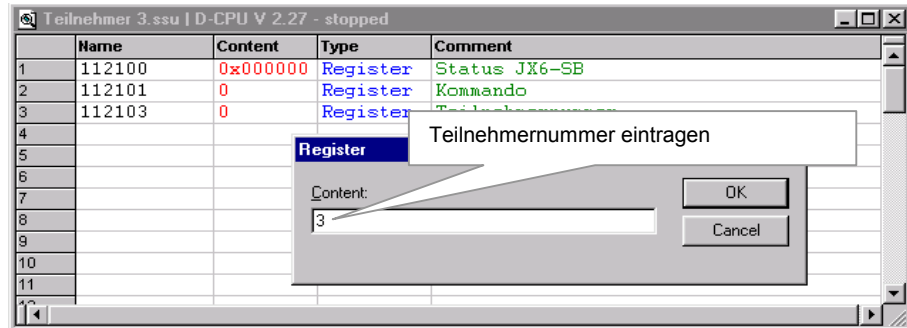 Teilnehmer 3.ssu | D-CPU V 2.27 - stopped
Name Content Type Comment
1 112100 0x000000 Register Status JX6-SB
2 112101 0 Register Kommando
3 112103 0 Register
4
Teilnehmernummer eintragen
5
Register
6
7
Content:
OK
8
3
Cancel
9
10
11